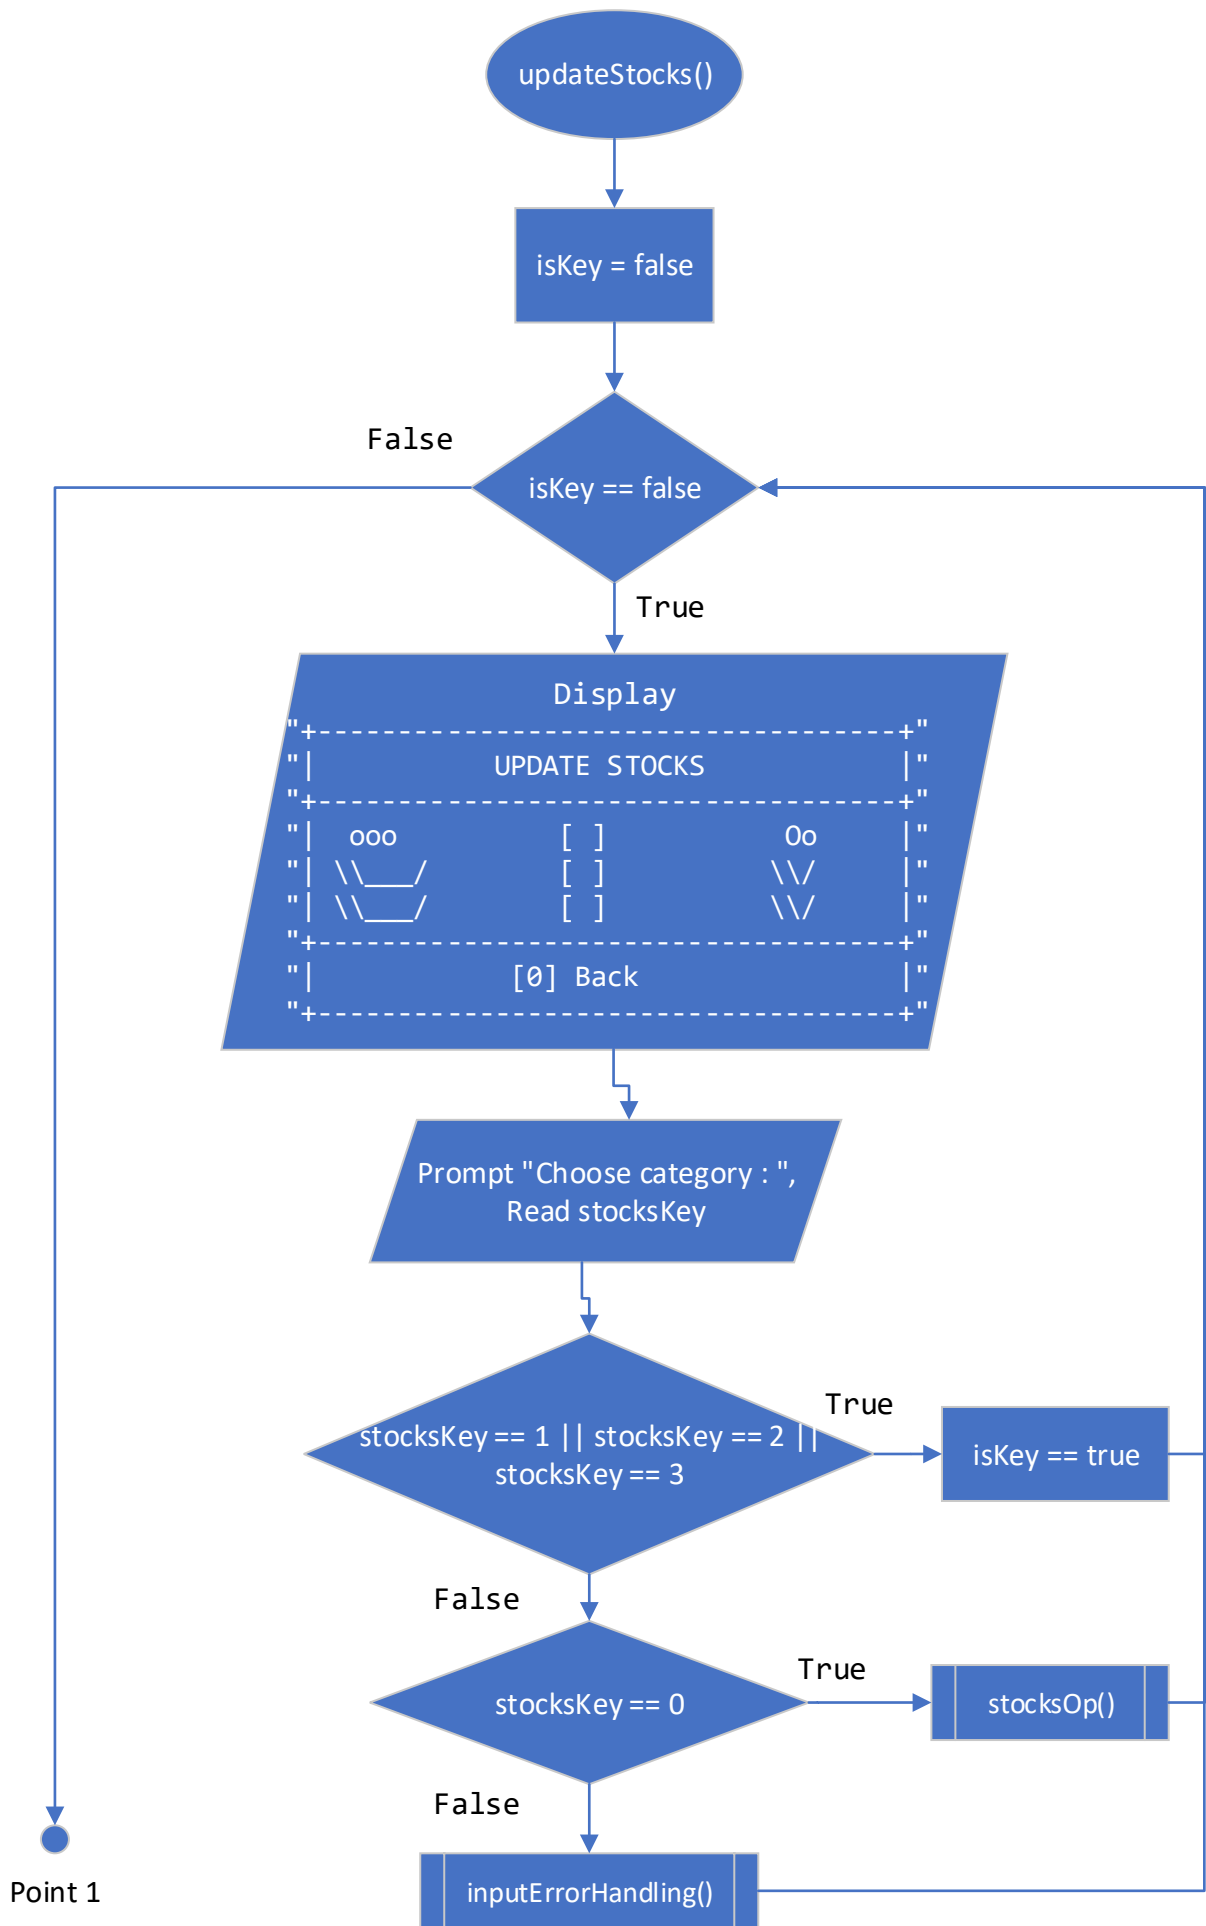 updateStocks()
isKey = false
False
isKey == false
True
Display
"+------------------------------------+"
"|           UPDATE STOCKS            |"
"+------------------------------------+"
"|  ooo          [ ]           Oo     |"
"| \\___/        [ ]          \\/     |"
"| \\___/        [ ]          \\/     |"
"+------------------------------------+"
"|            [0] Back                |"
"+------------------------------------+"
Prompt "Choose category : ",
Read stocksKey
True
stocksKey == 1 || stocksKey == 2 ||
stocksKey == 3
isKey == true
False
True
stocksKey == 0
stocksOp()
False
inputErrorHandling()
Point 1